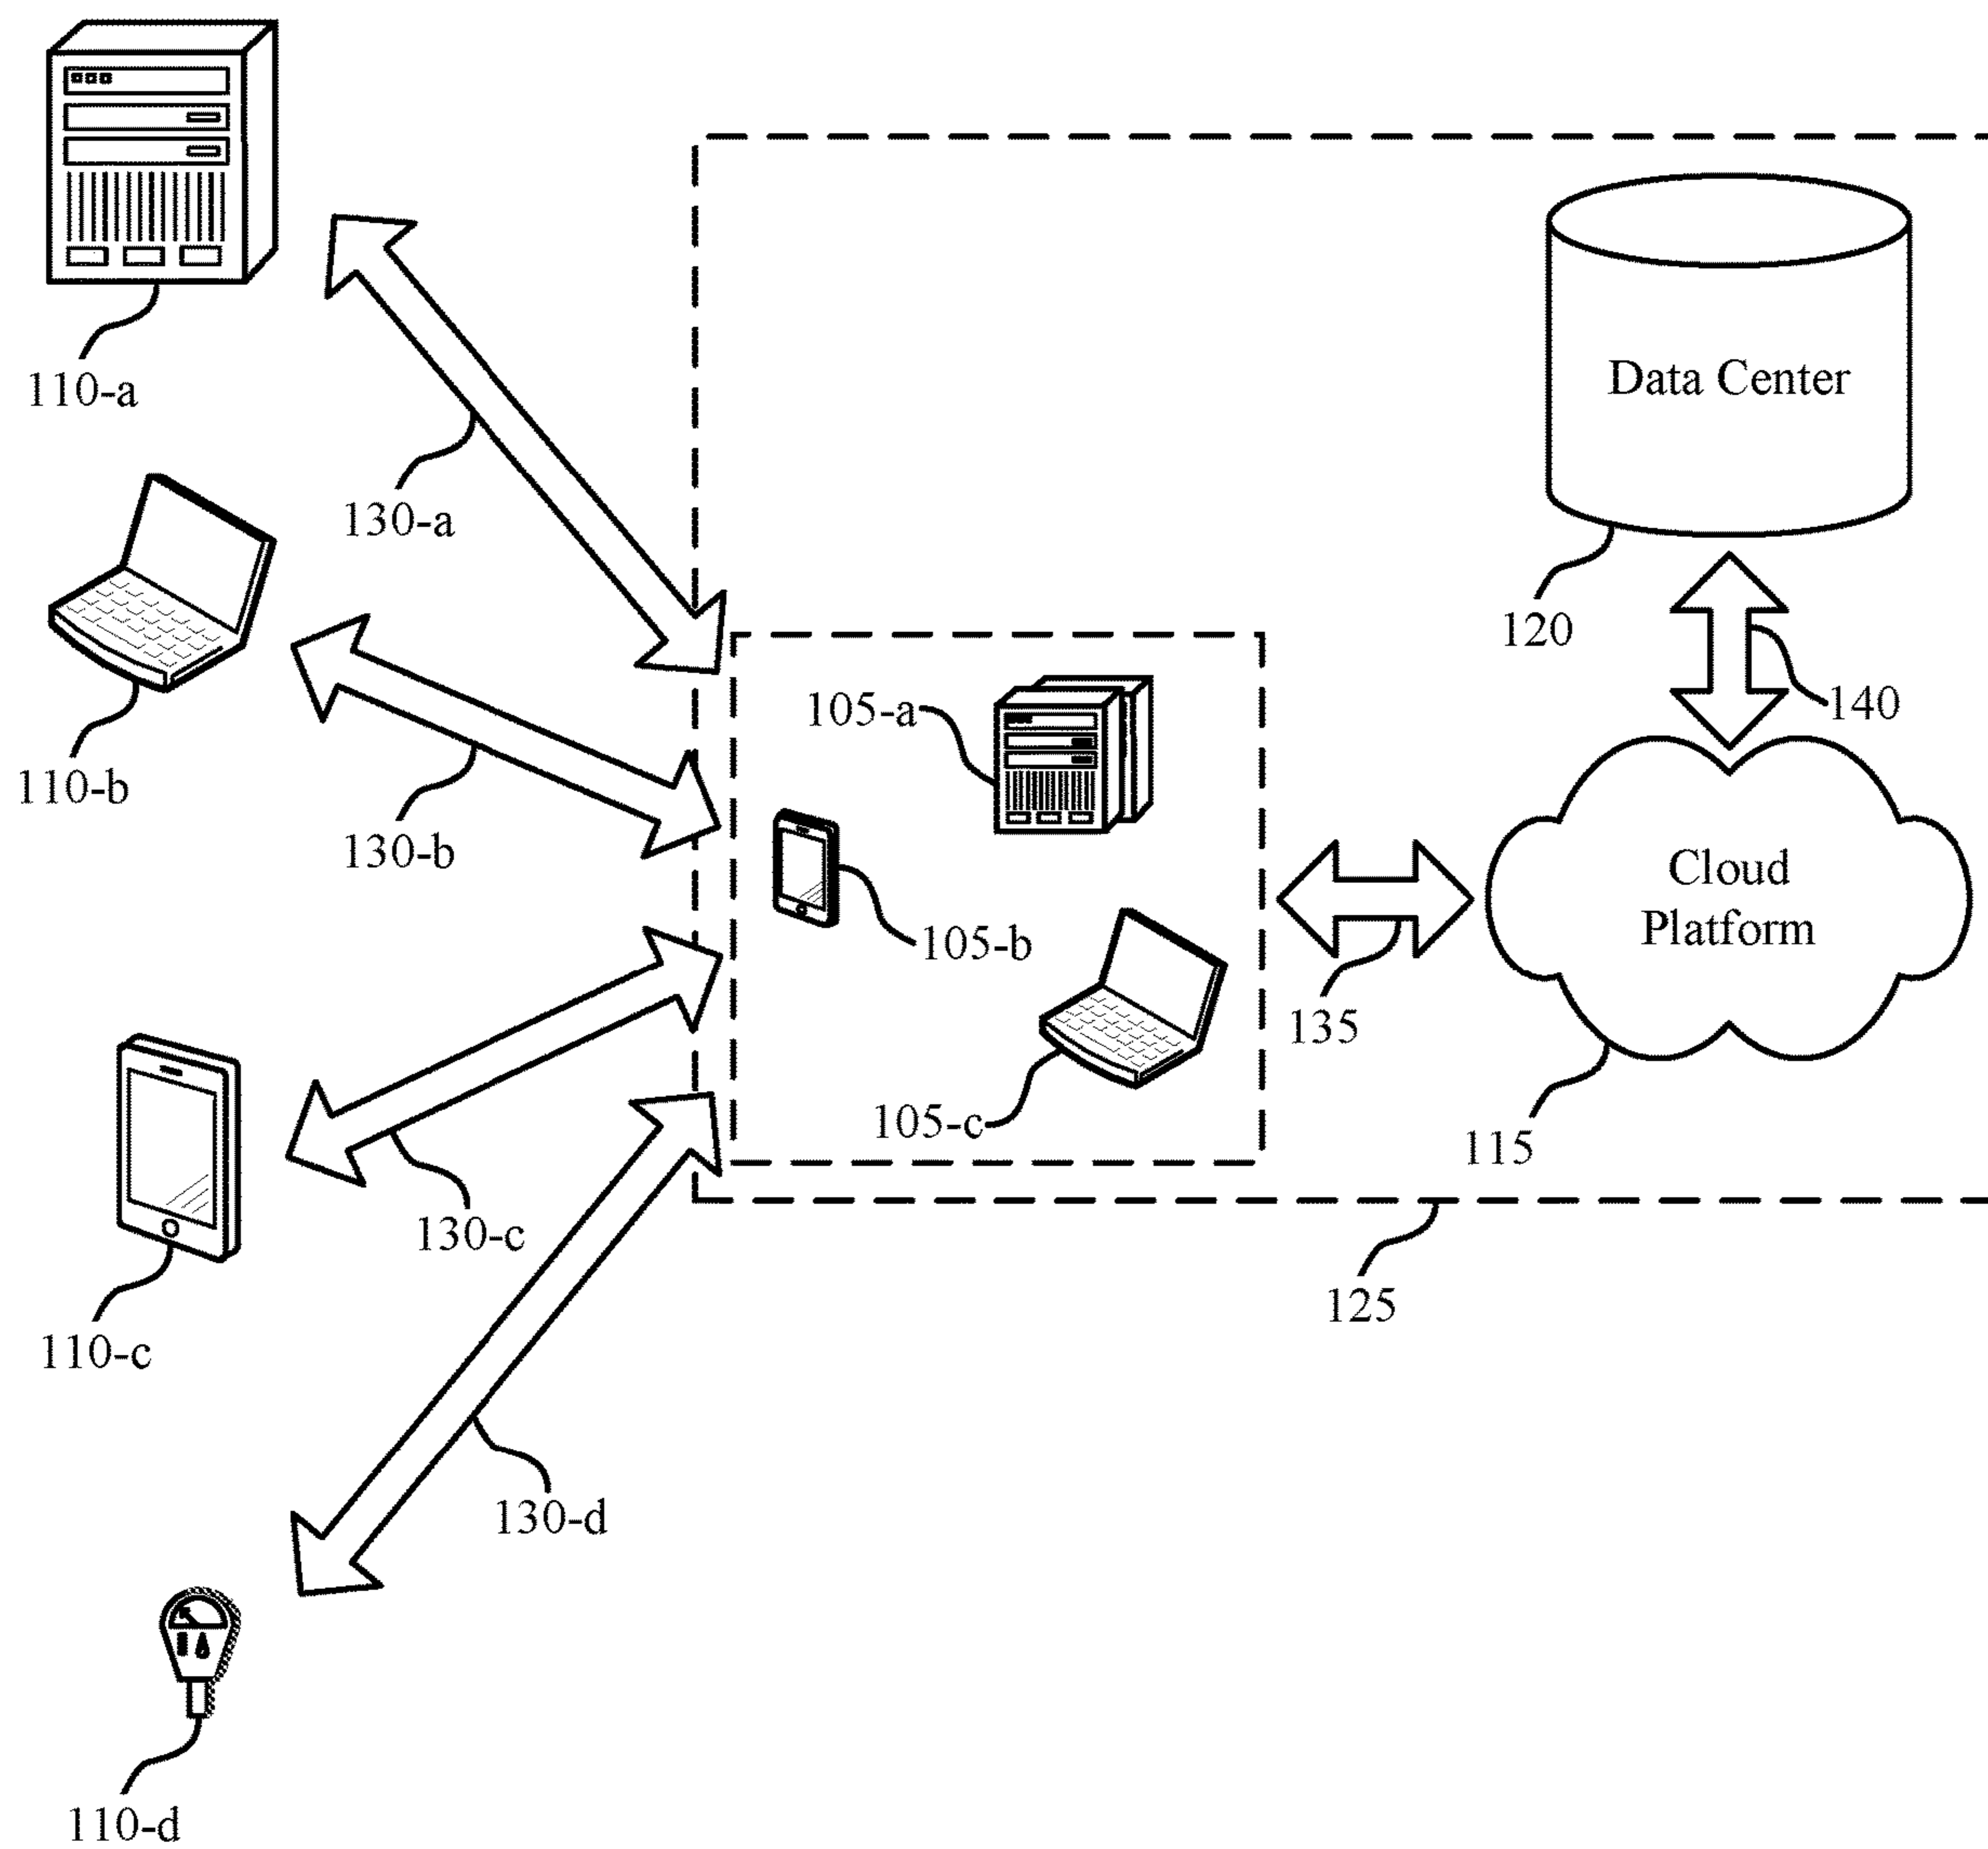 110-a
130-a
Data Center
120
140
110-b
130-b
105-a
105-b
Cloud
Platform
135
105-c
115
130-c
125
110-c
130-d
110-d